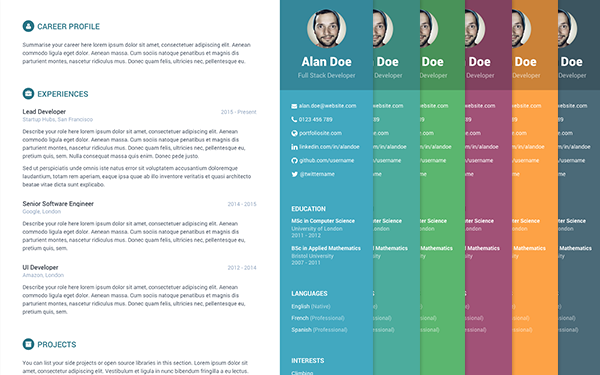 CAREER PROFILE
Summarise your career here lorem ipsum dolor sit amet, consectetuer adipiscing elit. Aenean
commodo ligula eget dolor aenean massa. Cum sociis natoque penatibus et magnis dis
parturient montes, nascetur ridiculus mus. Donec quam felis, ultricies nec, pellentesque eu.
EXPERIENCES
Lead Developer
2015 - Present
Startup Hubs, San Francisco
Describe your role here lorem ipsum dolor sit amet, consectetuer adipiscing elit. Aenean
commodo ligula eget dolor. Aenean massa. Cum sociis natoque penatibus et magnis dis
parturient montes, nascetur ridiculus mus. Donec quam felis, ultricies nec, pellentesque eu,
pretium quis, sem. Nulla consequat massa quis enim. Donec pede justo.
Sed ut perspiciatis unde omnis iste natus error sit voluptatem accusantium doloremque
laudantium, totam rem aperiam, eaque ipsa quae ab illo inventore veritatis et quasi architecto
beatae vitae dicta sunt explicabo.
Senior Software Engineer
2014 - 2015
Google, London
Describe your role here lorem ipsum dolor sit amet, consectetuer adipiscing elit. Aenean
commodo ligula eget dolor. Aenean massa. Cum sociis natoque penatibus et magnis dis
parturient montes, nascetur ridiculus mus. Donec quam felis, ultricies nec, pellentesque eu,
pretium quis, sem.
UI Developer
2012 - 2014
Amazon, London
Describe your role here lorem ipsum dolor sit amet, consectetuer adipiscing elit. Aenean
commodo ligula eget dolor. Aenean massa. Cum sociis natoque penatibus et magnis dis
parturient montes, nascetur ridiculus mus. Donec quam felis, ultricies nec, pellentesque eu,
pretium quis, sem.
PROJECTS
You can list your side projects or open source libraries in this section. Lorem ipsum dolor sit
amet, consectetur adipiscing elit. Vestibulum et ligula in nunc bibendum fringilla a eu lectus.
Alan Doe
Full Stack Developer
alan.doe@website.com
0123 456 789
portfoliosite.com
linkedin.com/in/alandoe
github.com/username
@twittername
EDUCATION
MSc in Computer Science
University of London
2011 - 2012
BSc in Applied Mathematics
Bristol University
2007 - 2011
LANGUAGES
English (Native)
French (Professional)
Spanish (Professional)
INTERESTS
Climbing